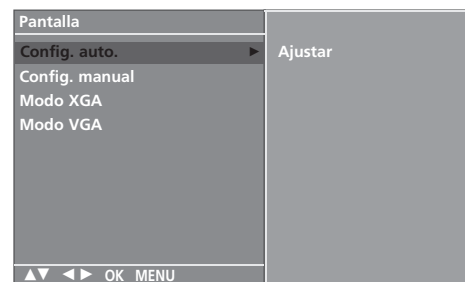 Pantalla
Config. auto. ► Ajustar
Config. manual
Modo XGA
Modo VGA
▲▼ ◄► OK MENU